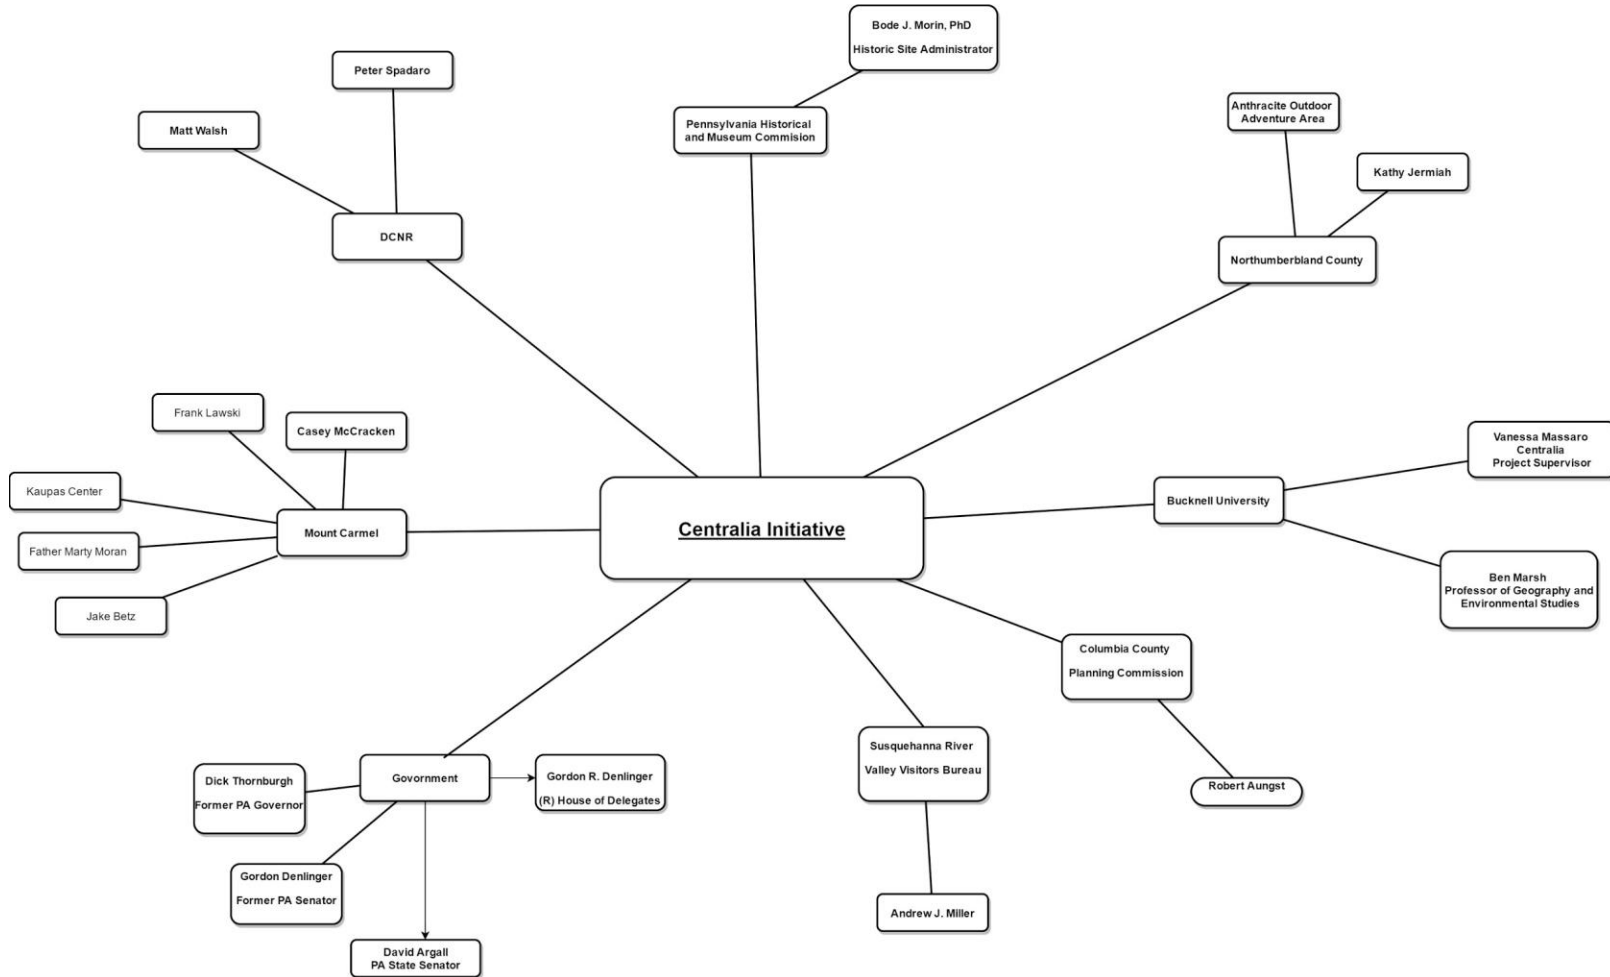 Bode J. Morin, PhD
Historic Site Administrator
Peter Spadaro
Matt Walsh
Pennsylvania Historical
and Museum Commision
Anthracite Outdoor
Adventure Area
Kathy Jermiah
DCNR
Northumberbland County
Frank Lawski
Casey McCracken
Kaupas Center
Mount Carmel
Father Marty Moran
Jake Betz
Centralia Initiative
Bucknell University
Vanessa Massaro
Centralia
Project Supervisor
Ben Marsh
Professor of Geography and
Environmental Studies
Columbia County
Planning Commission
Robert Aungst
Susquehanna River
Valley Visitors Bureau
Andrew J. Miller
Govornment
Dick Thornburgh
Former PA Governor
Gordon R. Denlinger
(R) House of Delegates
Gordon Denlinger
Former PA Senator
David Argall
PA State Senator